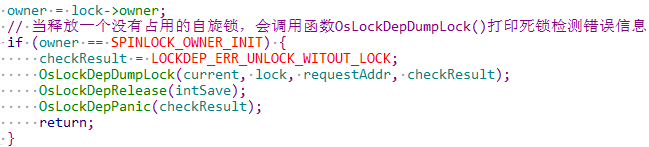 owner = lock->owner;
// 当释放一个没有占用的自旋锁，会调用函数OsLockDepDumpLock()打印死锁检测错误信息
if (owner == SPINLOCK_OWNER_INIT) {
checkResult = LOCKDEP_ERR_UNLOCK_WITOUT_LOCK;
OsLockDepDumpLock(current, lock, requestAddr, checkResult);
OsLockDepRelease(intSave);
OsLockDepPanic(checkResult);
return;
}